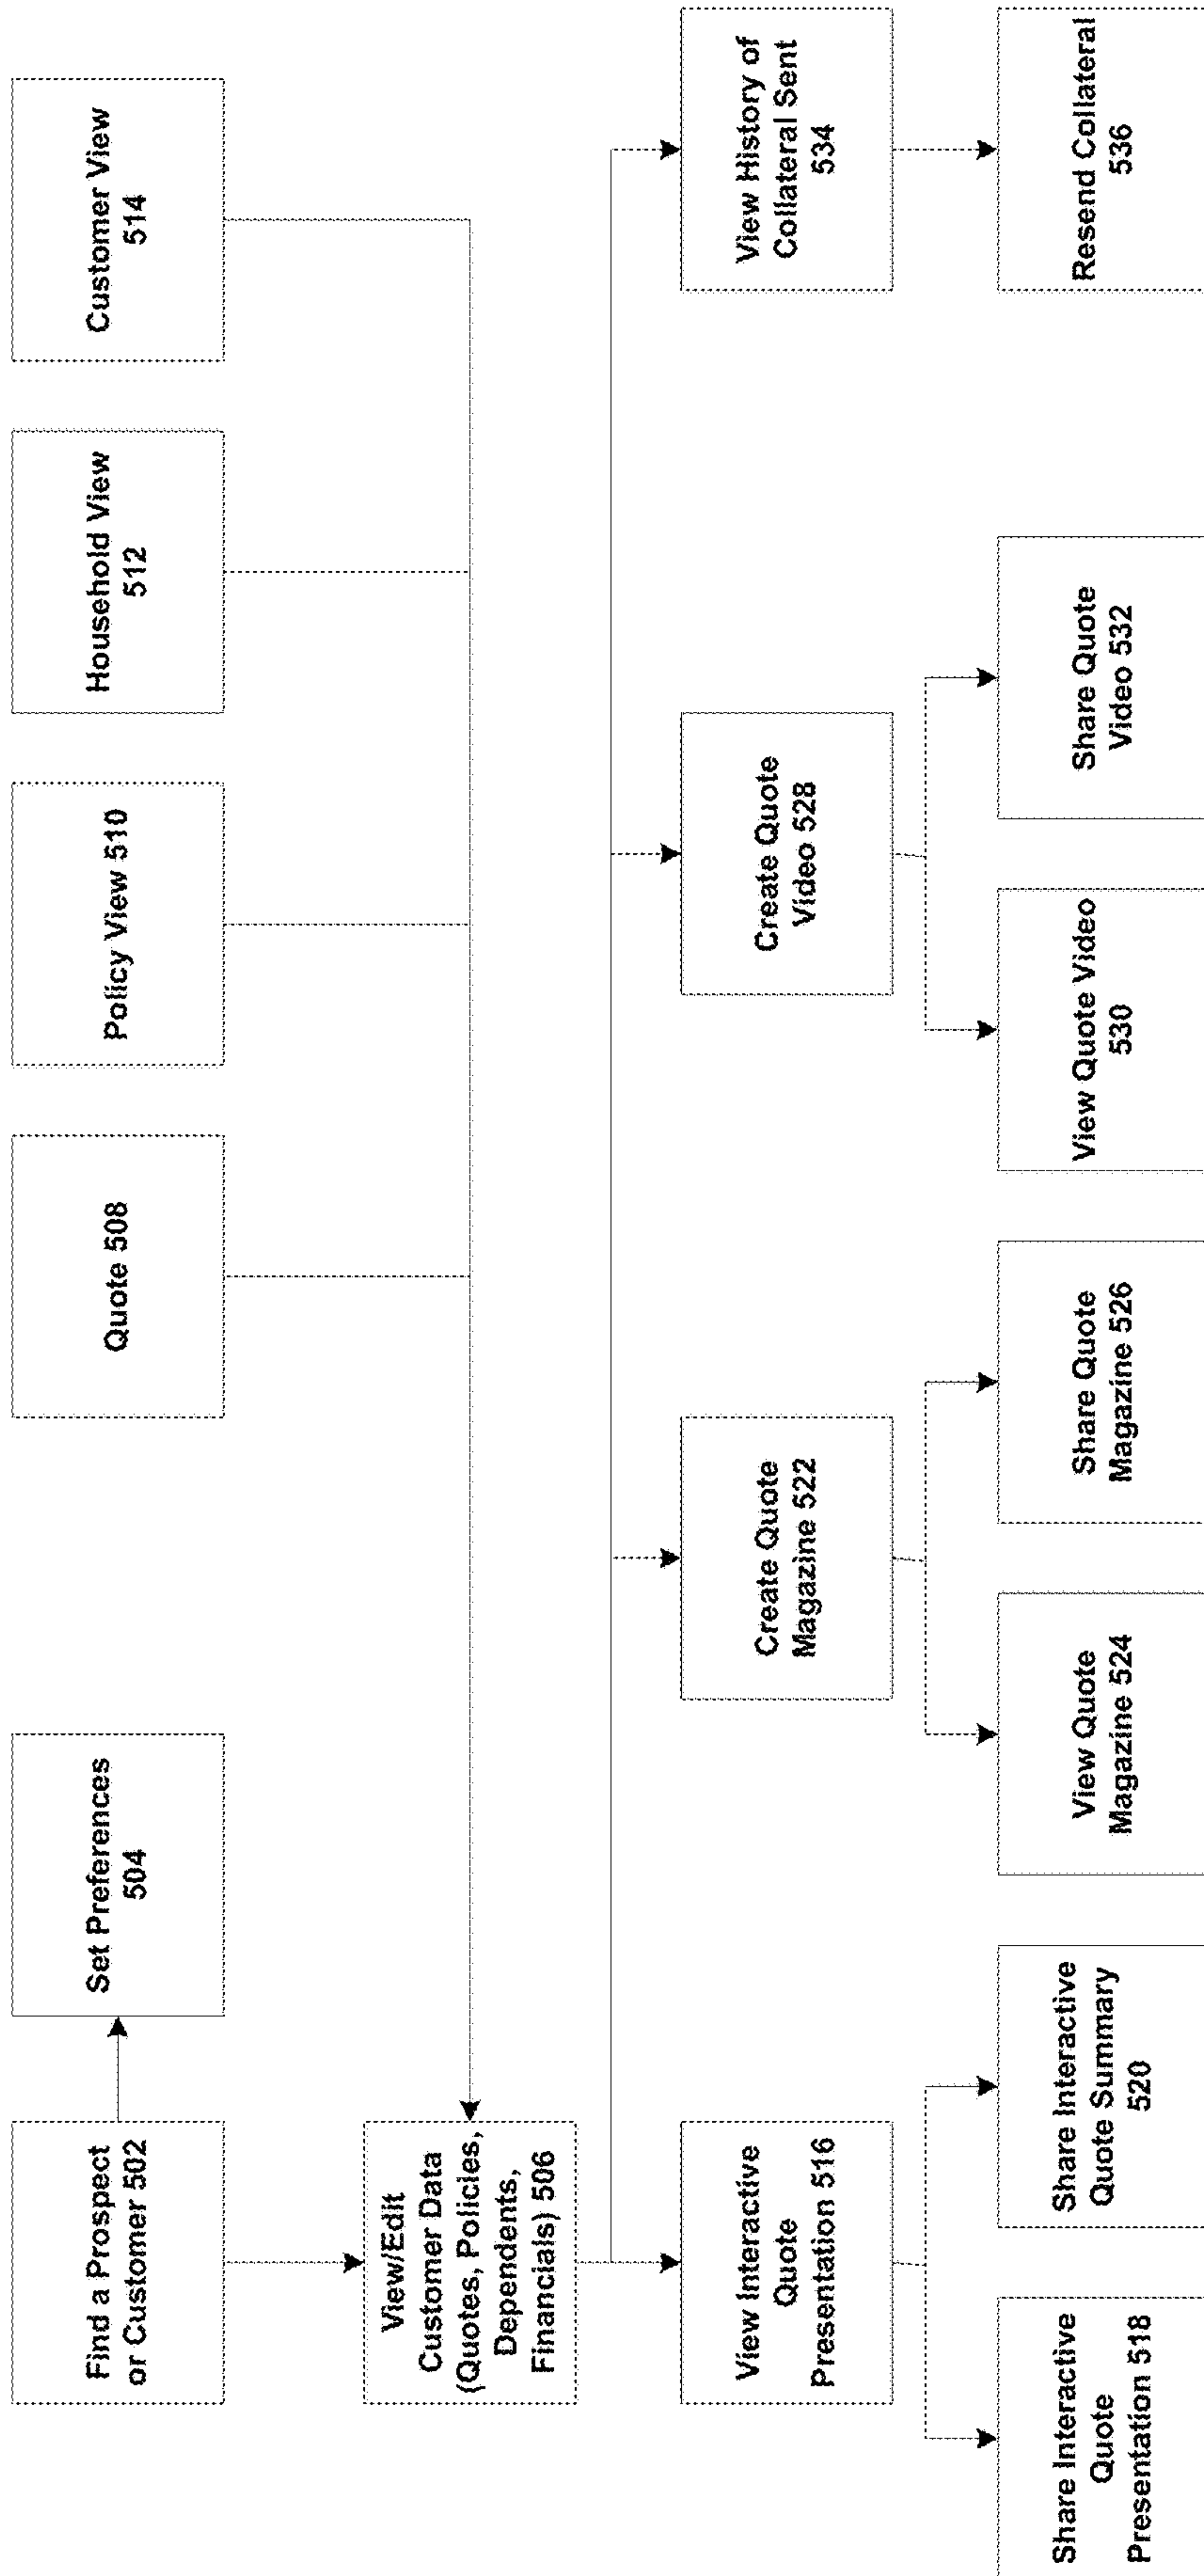 Find a Prospect
or Customer 502
Set Preferences
504
Quote 508
Policy View 510
Household View
512
Customer View
514
View/Edit
Customer Data
(Quotes, Policies,
Dependents,
Financials) 506
View Interactive
Quote
Presentation 516
Create Quote
Magazine 522
Create Quote
Video 528
View History of
Collateral Sent
534
Share Interactive
Quote
Presentation 518
Share Interactive
Quote Summary
520
View Quote
Magazine 524
Share Quote
Magazine 526
View Quote Video
530
Share Quote
Video 532
Resend Collateral
536